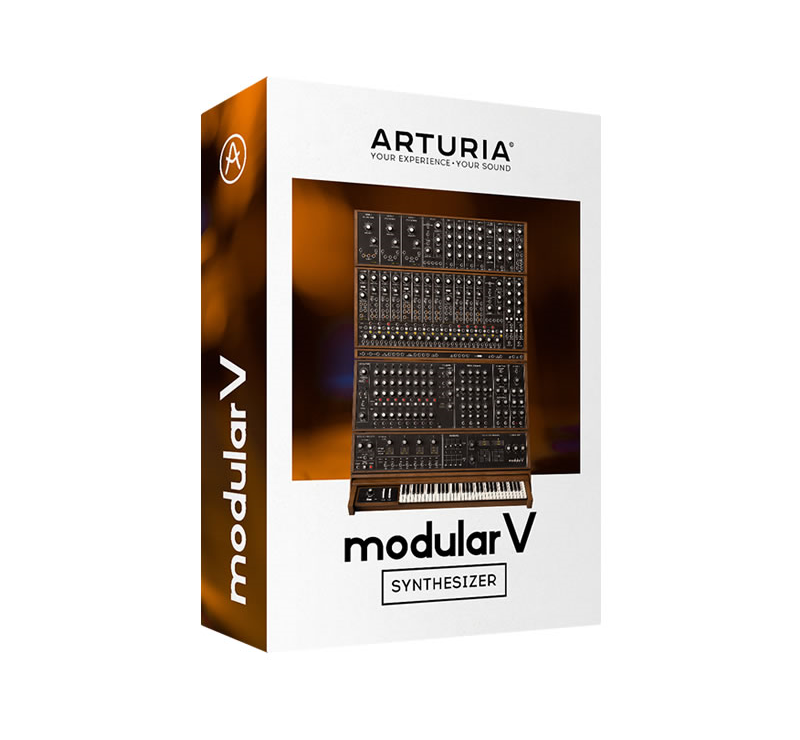 ARTURIA©
YOUR EXPERIENCE • YOUR SOUND
modular V
modular V
SYNTHESIZER